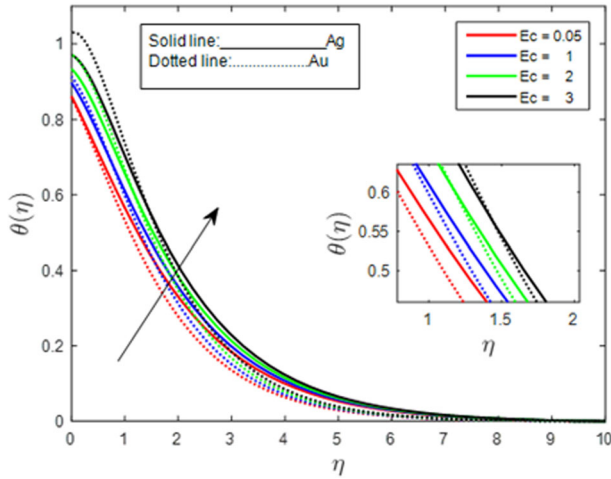 Solid line:____________Ag
Dotted line:....................Au
Ec = 0.05
Ec = 1
Ec = 2
Ec = 3
1
0.8
0.6
0.4
0.2
0
θ(η)
0 1 2 3 4 5 6 7 8 9 10
η
0.6
0.55
0.5
θ(η)
1 1.5 2
η